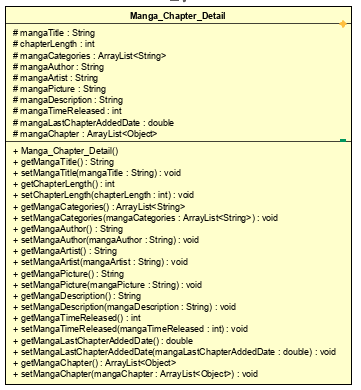 Manga_Chapter_Detail
# mangaTitle : String
# chapterLength : int
# mangaCategories : ArrayList<String>
# mangaAuthor : String
# mangaArtist : String
# mangaPicture : String
# mangaDescription : String
# mangaTimeReleased : int
# mangaLastChapterAddedDate : double
# mangaChapter : ArrayList<Object>
+ Manga_Chapter_Detail()
+ getMangaTitle() : String
+ setMangaTitle(mangaTitle : String) : void
+ getChapterLength() : int
+ setChapterLength(chapterLength : int) : void
+ getMangaCategories() : ArrayList<String>
+ setMangaCategories(mangaCategories : ArrayList<String>) : void
+ getMangaAuthor() : String
+ setMangaAuthor(mangaAuthor : String) : void
+ getMangaArtist() : String
+ setMangaArtist(mangaArtist : String) : void
+ getMangaPicture() : String
+ setMangaPicture(mangaPicture : String) : void
+ getMangaDescription() : String
+ setMangaDescription(mangaDescription : String) : void
+ getMangaTimeReleased() : int
+ setMangaTimeReleased(mangaTimeReleased : int) : void
+ getMangaLastChapterAddedDate() : double
+ setMangaLastChapterAddedDate(mangaLastChapterAddedDate : double) : void
+ getMangaChapter() : ArrayList<Object>
+ setMangaChapter(mangaChapter : ArrayList<Object>) : void